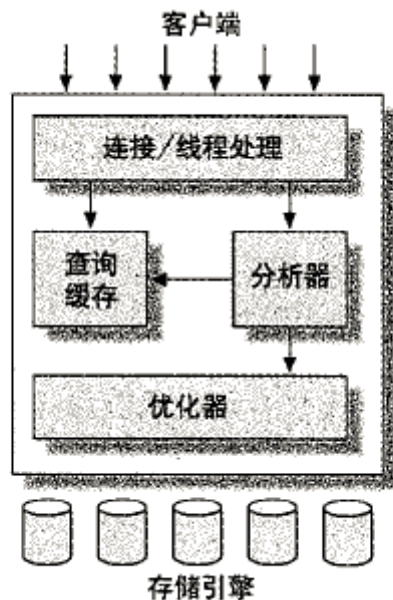 客户端
连接/线程处理
查询
缓存
分析器
优化器
存储引擎